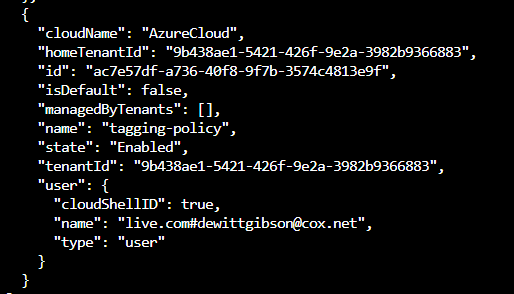 {
"cloudName": "AzureCloud",
"homeTenantId": "9b438ae1-5421-426f-9e2a-3982b9366883",
"id": "ac7e57df-a736-40f8-9f7b-3574c4813e9f",
"isDefault": false,
"managedByTenants": [],
"name": "tagging-policy",
"state": "Enabled",
"tenantId": "9b438ae1-5421-426f-9e2a-3982b9366883",
"user": {
"cloudShellID": true,
"name": "live.com#dewittgibson@cox.net",
"type": "user"
}
}